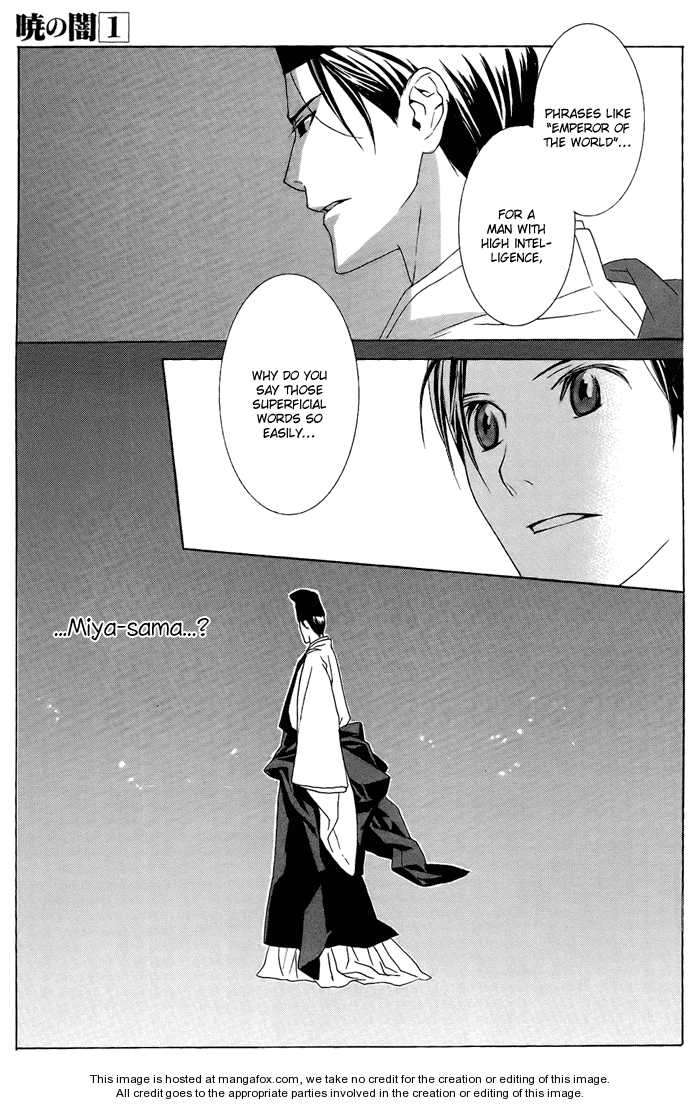 暁の闇 1
PHRASES LIKE
"EMPEROR OF
THE WORLD"...
FOR A
MAN WITH
HIGH INTEL-
LIGENCE,
WHY DO YOU
SAY THOSE
SUPERFICIAL
WORDS SO
EASILY...
...Miya-sama...?
This image is hosted at mangafox.com, we take no credit for the creation or editing of this image.
All credit goes to the appropriate parties involved in the creation or editing of this image.